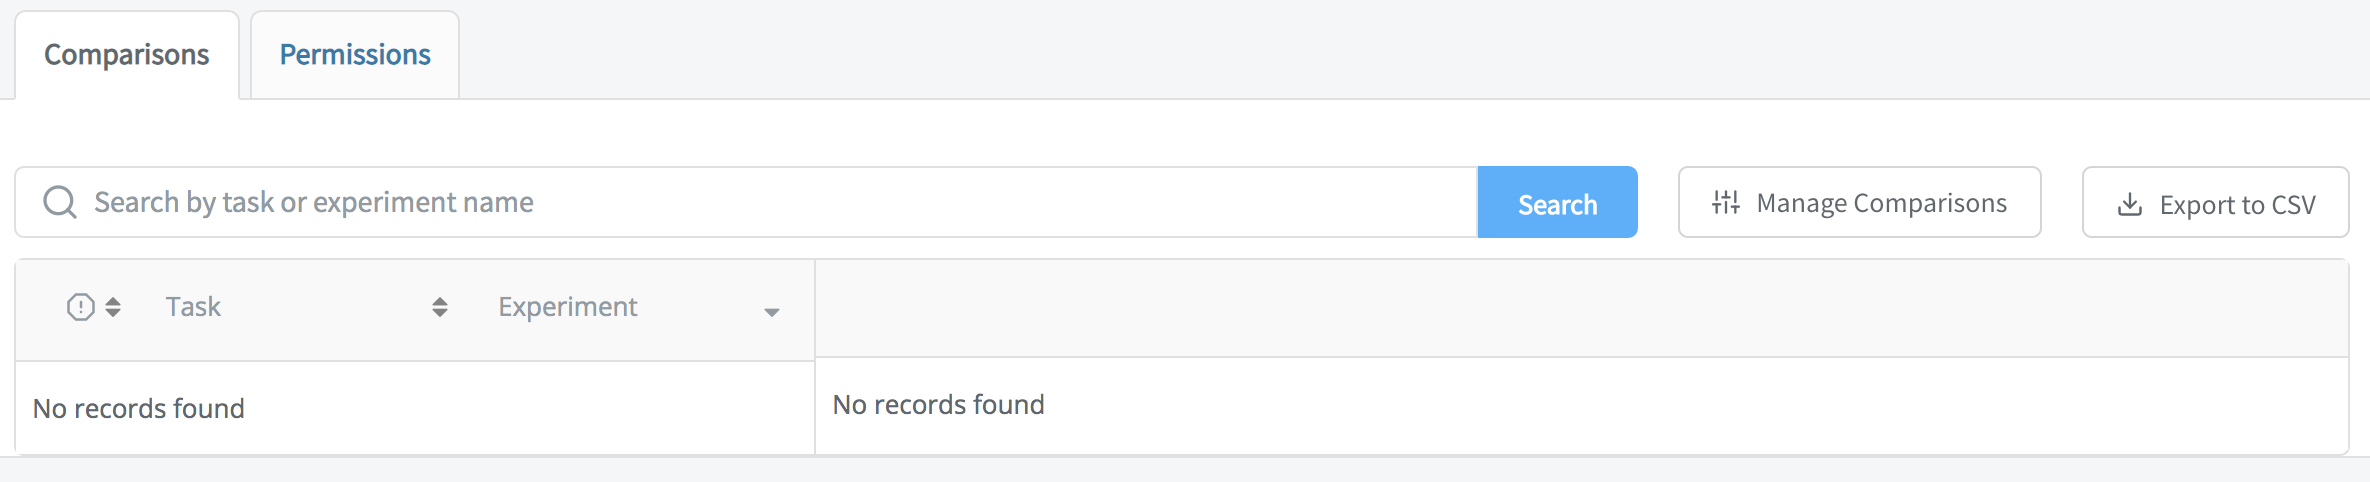 Comparisons
Permissions
Search by task or experiment name
Search
Manage Comparisons
Export to CSV
Task
Experiment
No records found
No records found